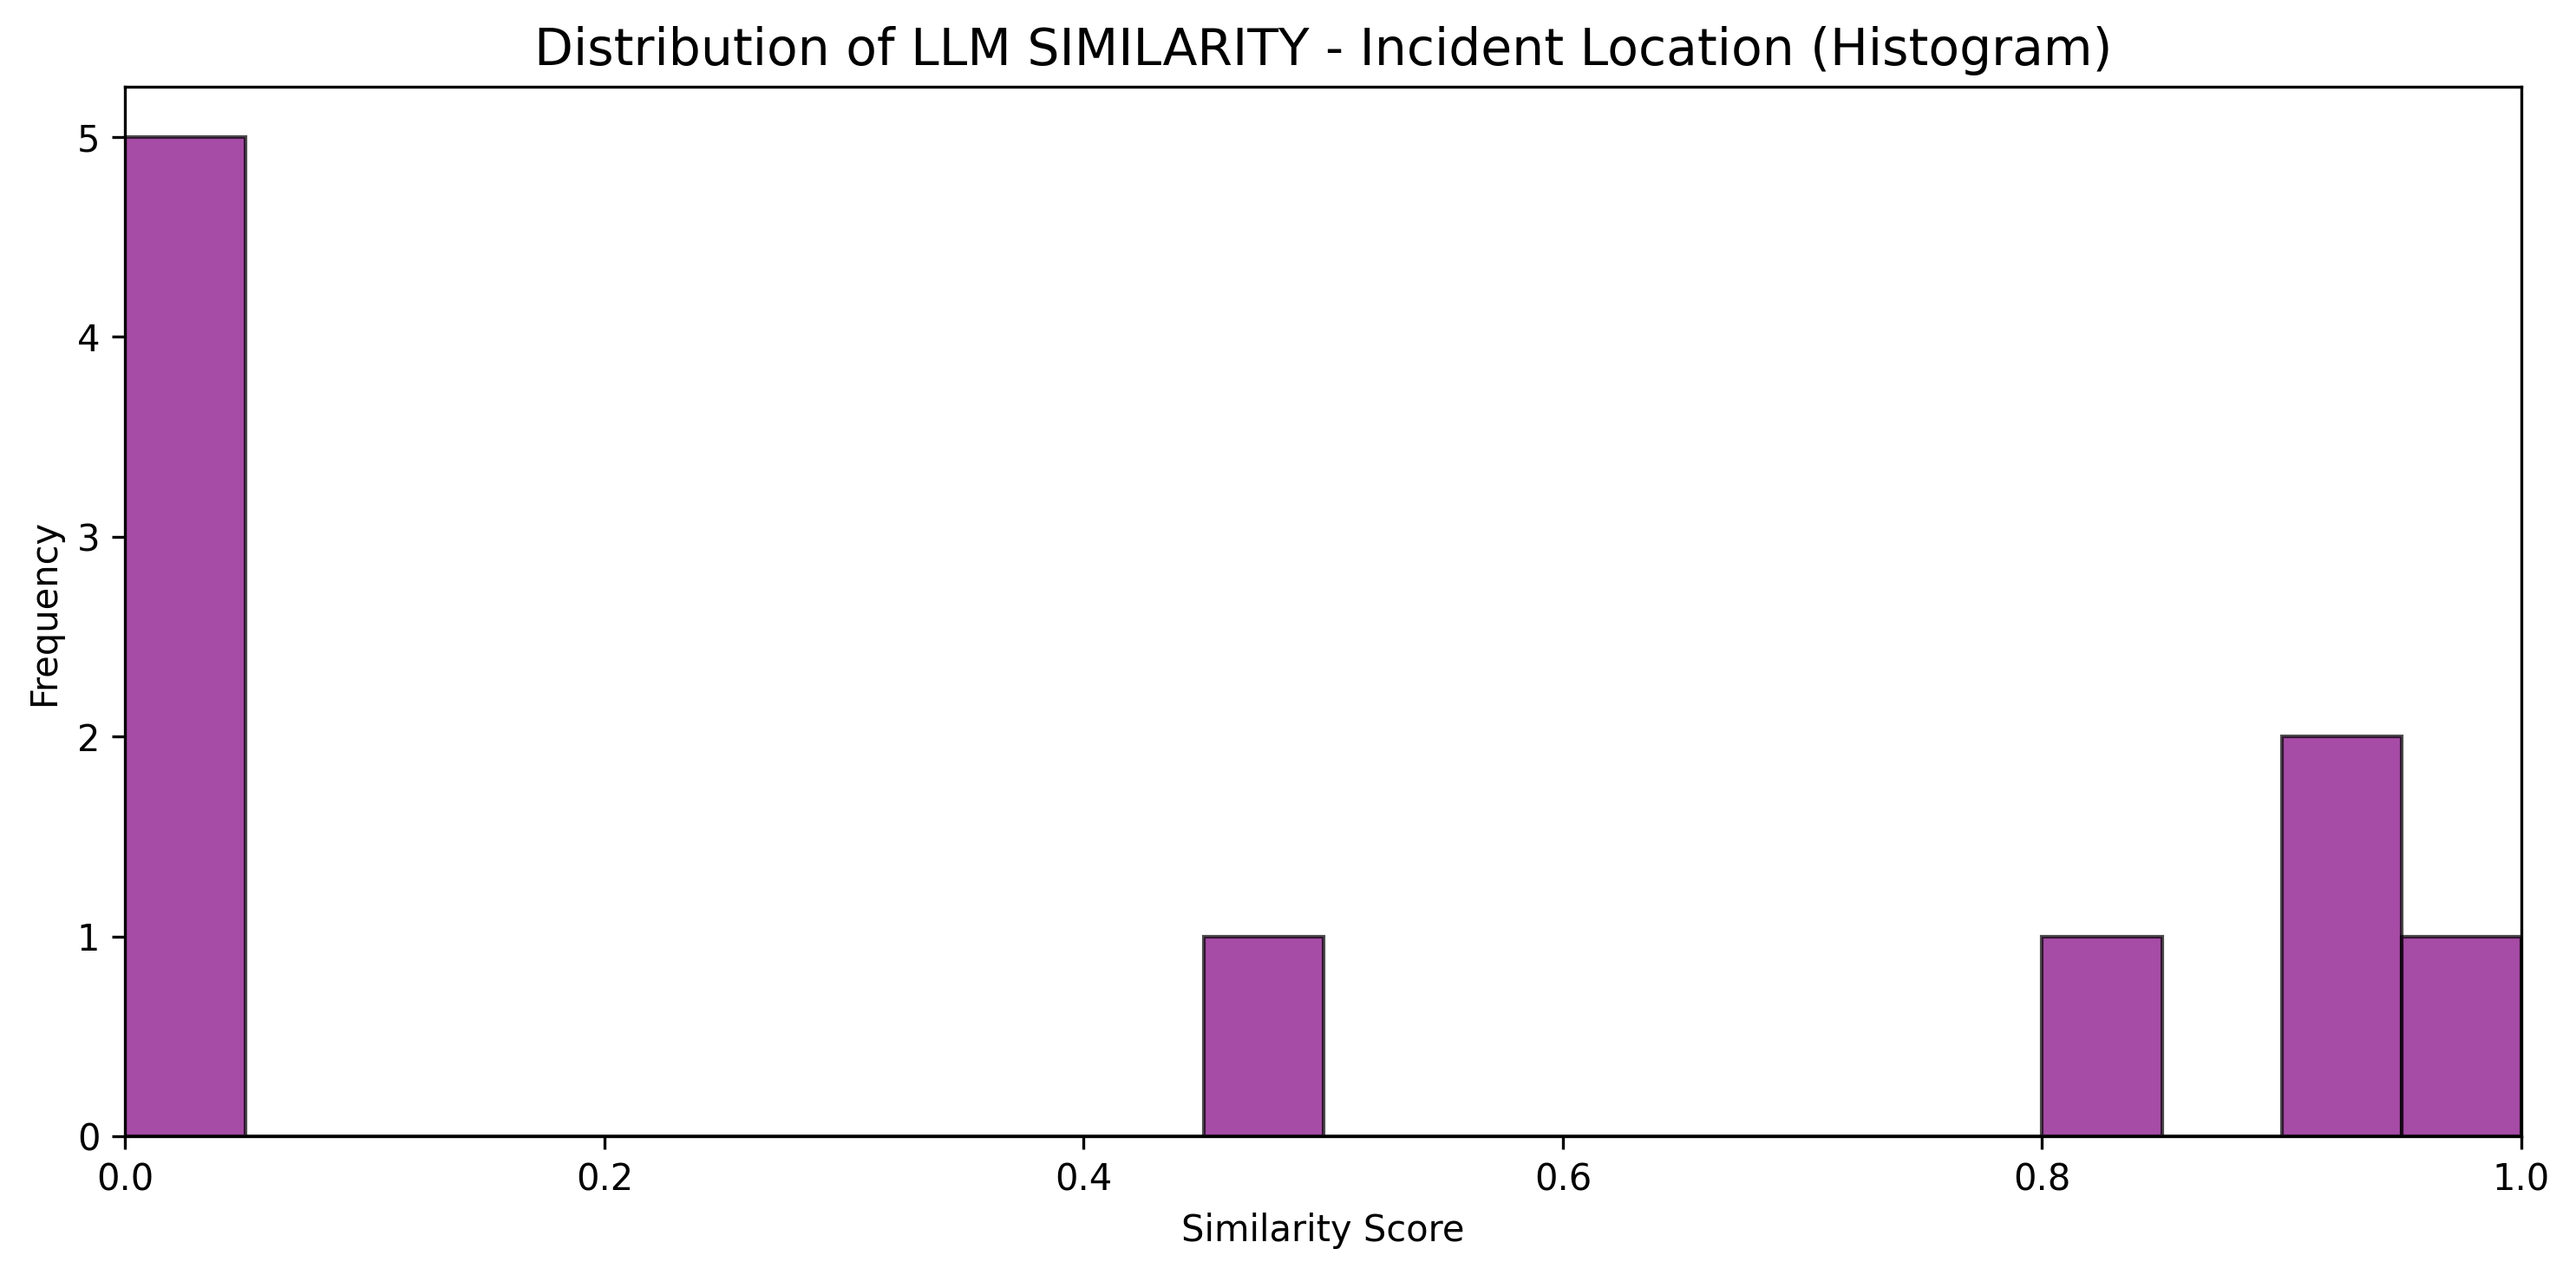 Distribution of LLM SIMILARITY - Incident Location (Histogram)
Frequency
5
4
3
2
1
0
0.0 0.2 0.4 0.6 0.8 1.0
Similarity Score